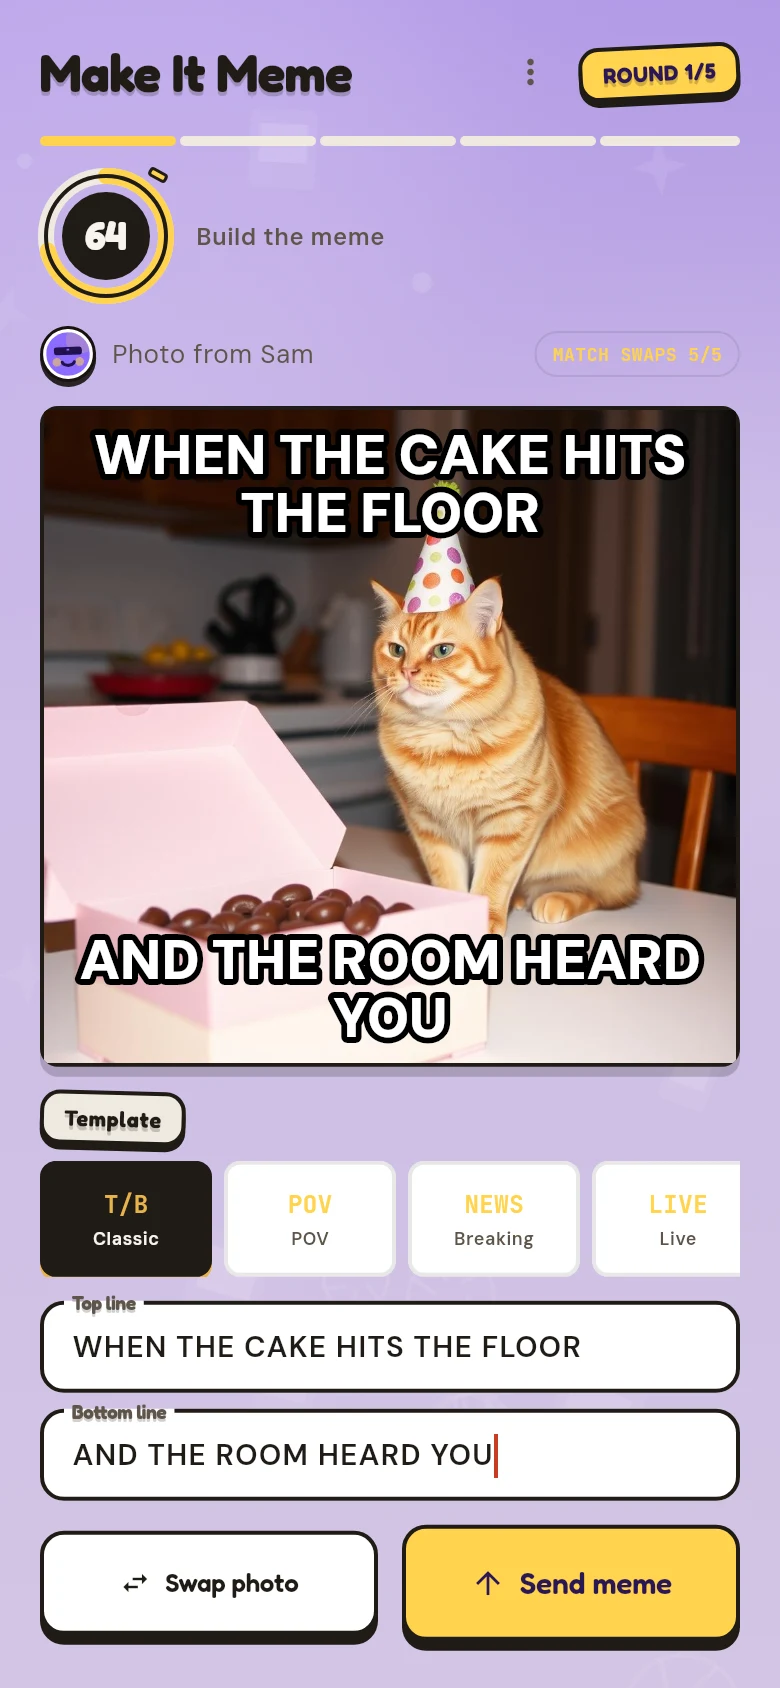 Make It Meme
ROUND 1/5
64
Build the meme
Photo from Sam
MATCH SWAPS 5/5
WHEN THE CAKE HITS
THE FLOOR
AND THE ROOM HEARD
YOU
Template
T/B
Classic
POV
POV
NEWS
Breaking
LIVE
Live
Top line
WHEN THE CAKE HITS THE FLOOR
Bottom line
AND THE ROOM HEARD YOU
Swap photo
Send meme